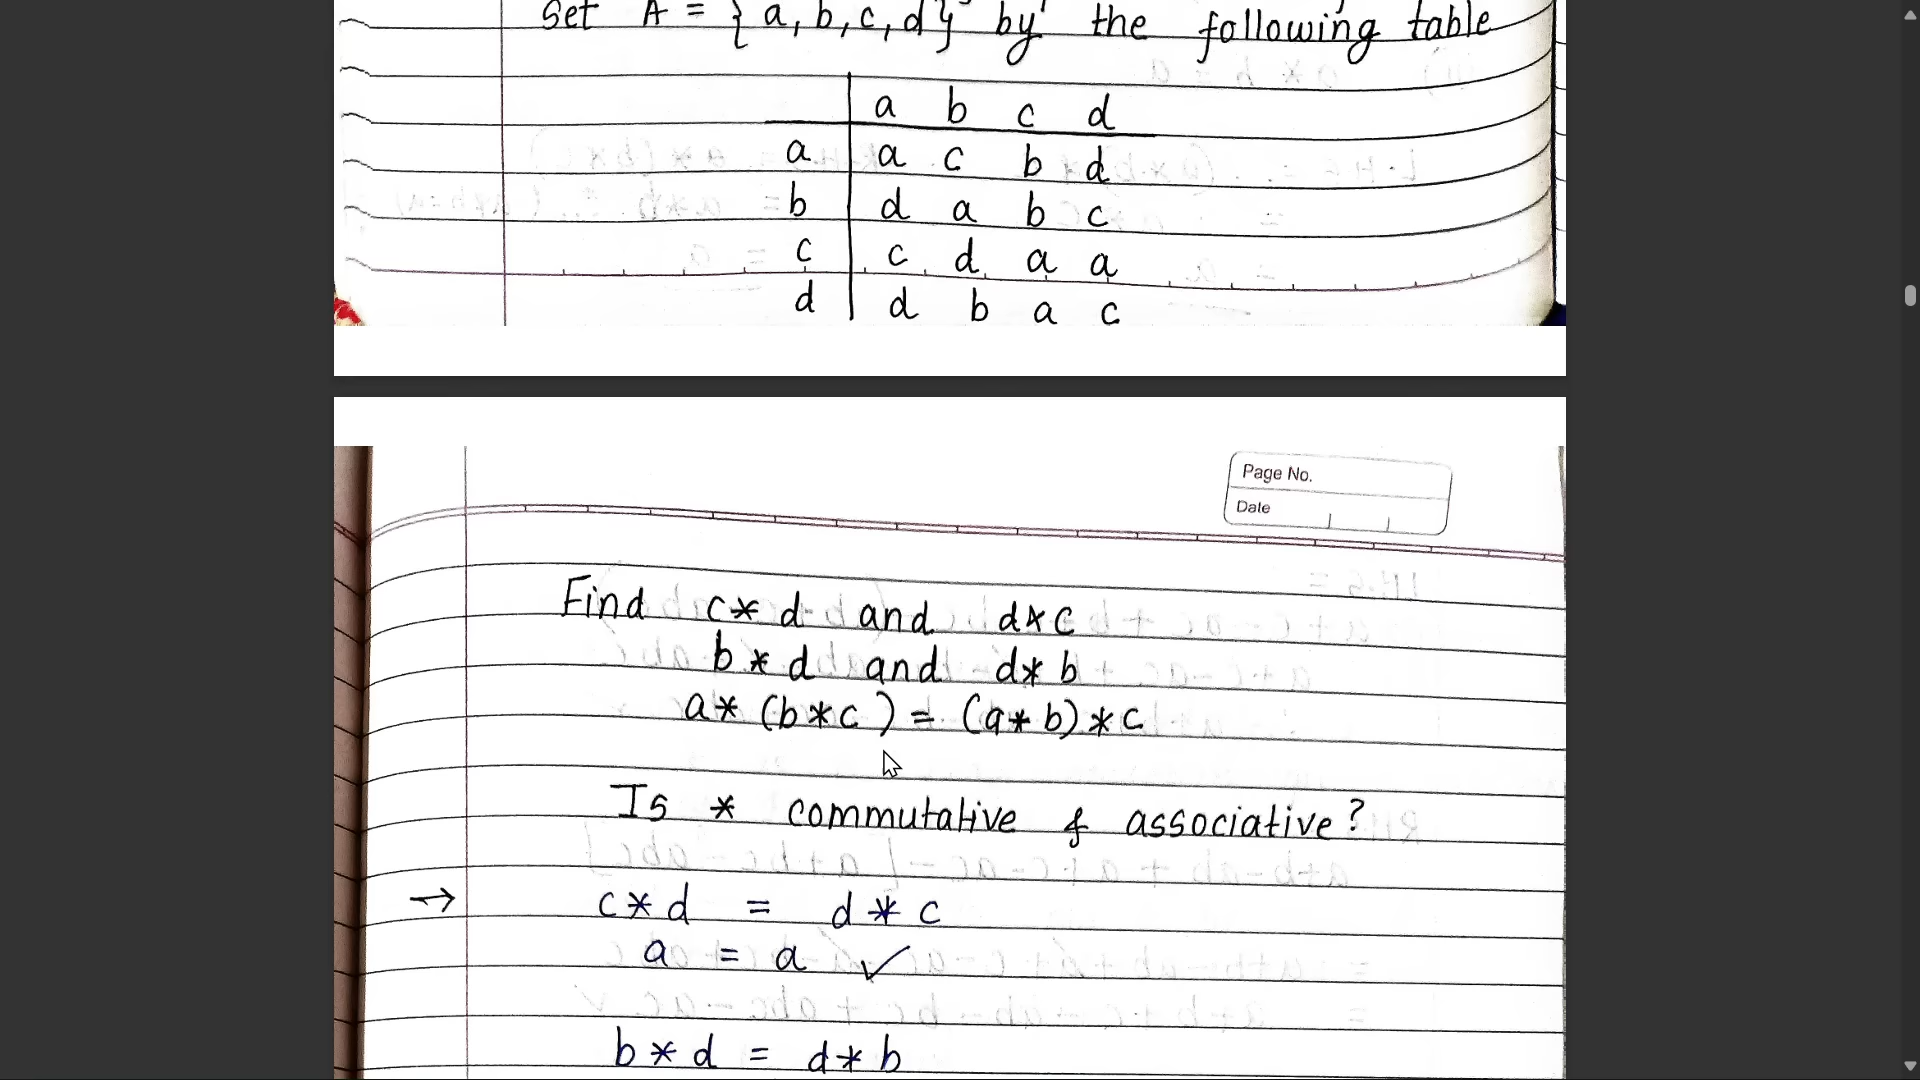 Set A = { a, b, c, d } by the following table
a b c d
a a c b d
b d a b c
c c d a a
d d b a c
Page No.
Date
Find c * d and d * c
b * d and d * b
a * (b * c) = (a * b) * c
Is * commutative & associative?
→ c * d = d * c
a = a ✓
b * d = d * b